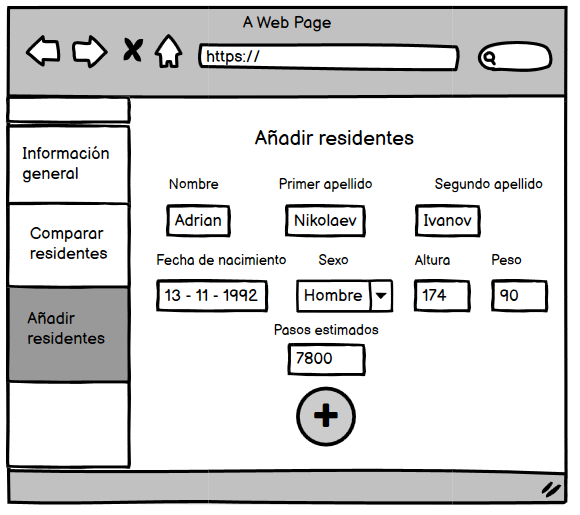 A Web Page
https://
Información
general
Comparar
residentes
Añadir
residentes
Añadir residentes
Nombre Primer apellido Segundo apellido
Adrian Nikolaev Ivanov
Fecha de nacimiento Sexo Altura Peso
13 - 11 - 1992 Hombre 174 90
Pasos estimados
7800